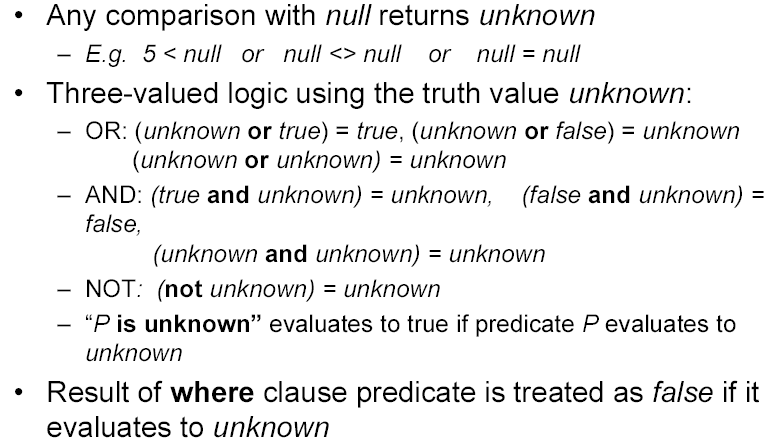 • Any comparison with null returns unknown
– E.g. 5 < null or null <> null or null = null
• Three-valued logic using the truth value unknown:
– OR: (unknown or true) = true, (unknown or false) = unknown
(unknown or unknown) = unknown
– AND: (true and unknown) = unknown, (false and unknown) =
false,
(unknown and unknown) = unknown
– NOT: (not unknown) = unknown
– “P is unknown” evaluates to true if predicate P evaluates to
unknown
• Result of where clause predicate is treated as false if it
evaluates to unknown